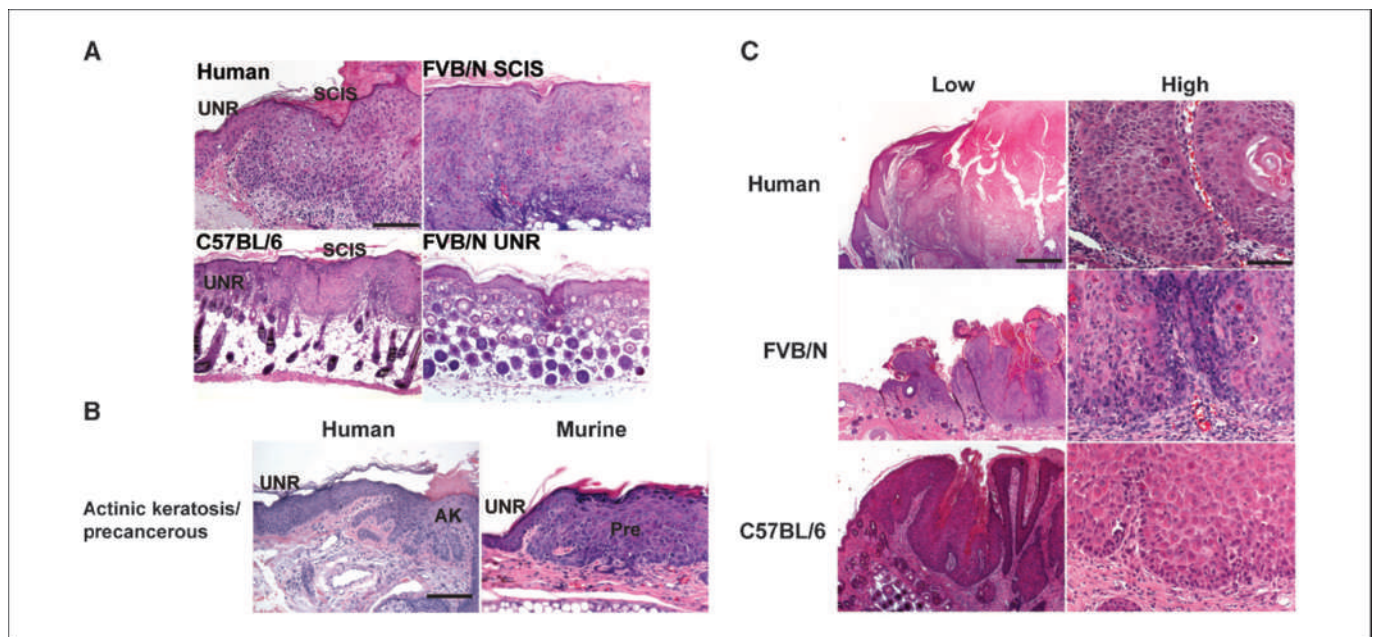 A
Human
SCIS
UNR
FVB/N SCIS
C57BL/6
SCIS
UNR
FVB/N UNR
B
Human
Murine
Actinic keratosis/
precancerous
UNR
AK
UNR
Pre
C
Low
High
Human
FVB/N
C57BL/6